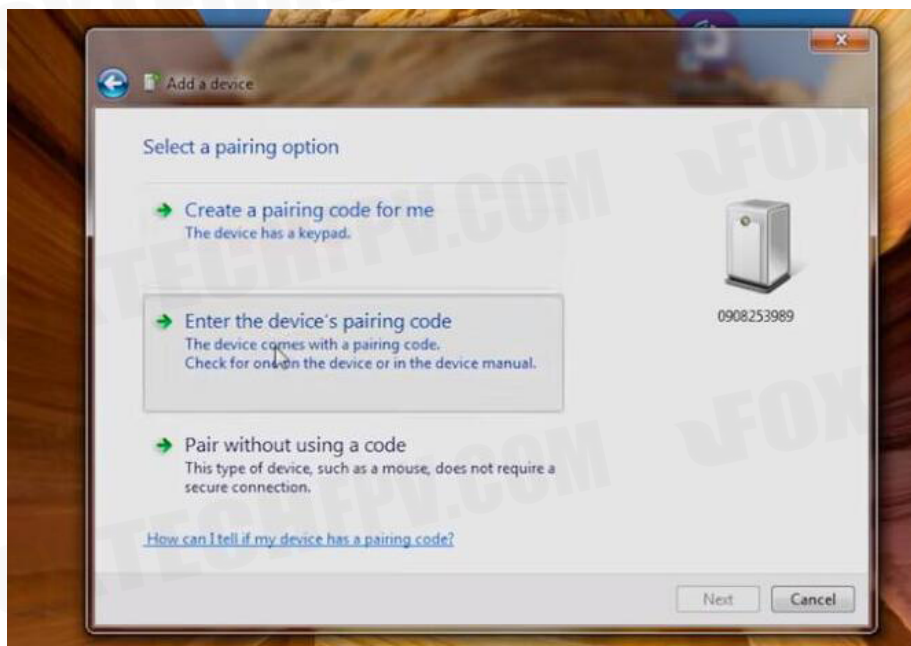 Add a device
Select a pairing option
Create a pairing code for me
The device has a keypad.
Enter the device's pairing code
The device comes with a pairing code.
Check for one on the device or in the device manual.
0908253989
Pair without using a code
This type of device, such as a mouse, does not require a
secure connection.
How can I tell if my device has a pairing code?
Next
Cancel
TECHFPV.COM
FOX
ATECHFPV.COM
FOX